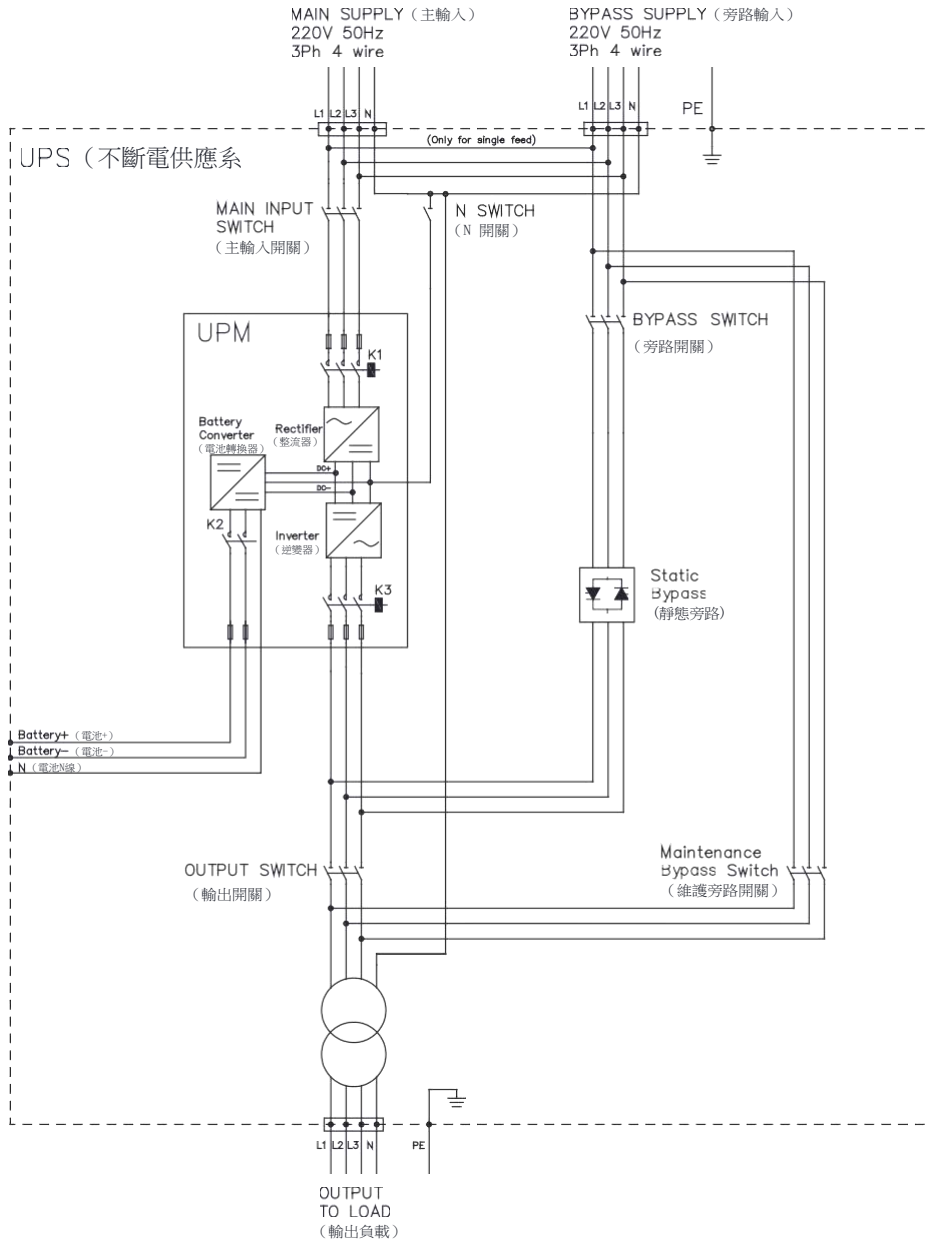 MAIN SUPPLY（主輸入）
220V 50Hz
3Ph 4 wire
BYPASS SUPPLY（旁路輸入）
220V 50Hz
3Ph 4 wire
L1 L2 L3 N
L1 L2 L3 N
PE
(Only for single feed)
UPS（不斷電供應系
MAIN INPUT
SWITCH
（主輸入開關）
N SWITCH
（N 開關）
BYPASS SWITCH
（旁路開關）
UPM
K1
Battery
Converter
（電池轉換器）
Rectifier
（整流器）
DC+
DC-
K2
Inverter
（逆變器）
K3
Static
Bypass
(靜態旁路)
Battery+（電池+）
Battery-（電池-）
N（電池N線）
OUTPUT SWITCH
（輸出開關）
Maintenance
Bypass Switch
（維護旁路開關）
L1 L2 L3 N
PE
OUTPUT
TO LOAD
（輸出負載）